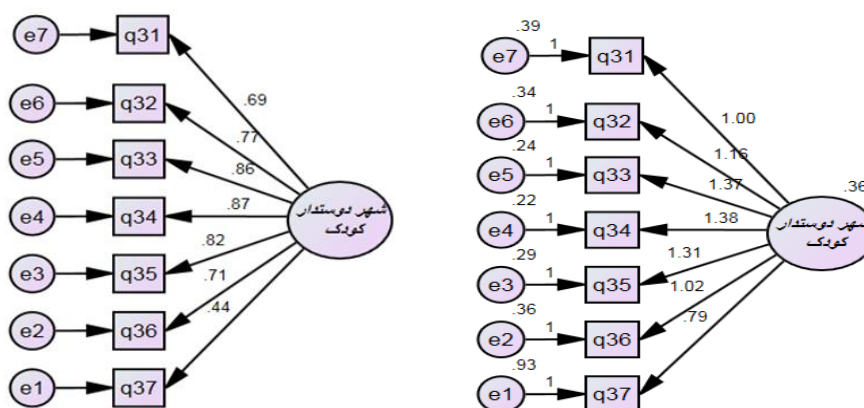 e7 q31
.69
e6 q32
.77
e5 q33
.86
e4 q34
.87
شهر دوستدار
کودک
e3 q35
.82
e2 q36
.71
e1 q37
.44
.39
e7 1 q31
1.00
.34
e6 1 q32
1.16
.24
e5 1 q33
1.37
.36
.22
e4 1 q34
1.38
شهر دوستدار
کودک
.29
e3 1 q35
1.31
.36
e2 1 q36
1.02
.93
e1 1 q37
.79